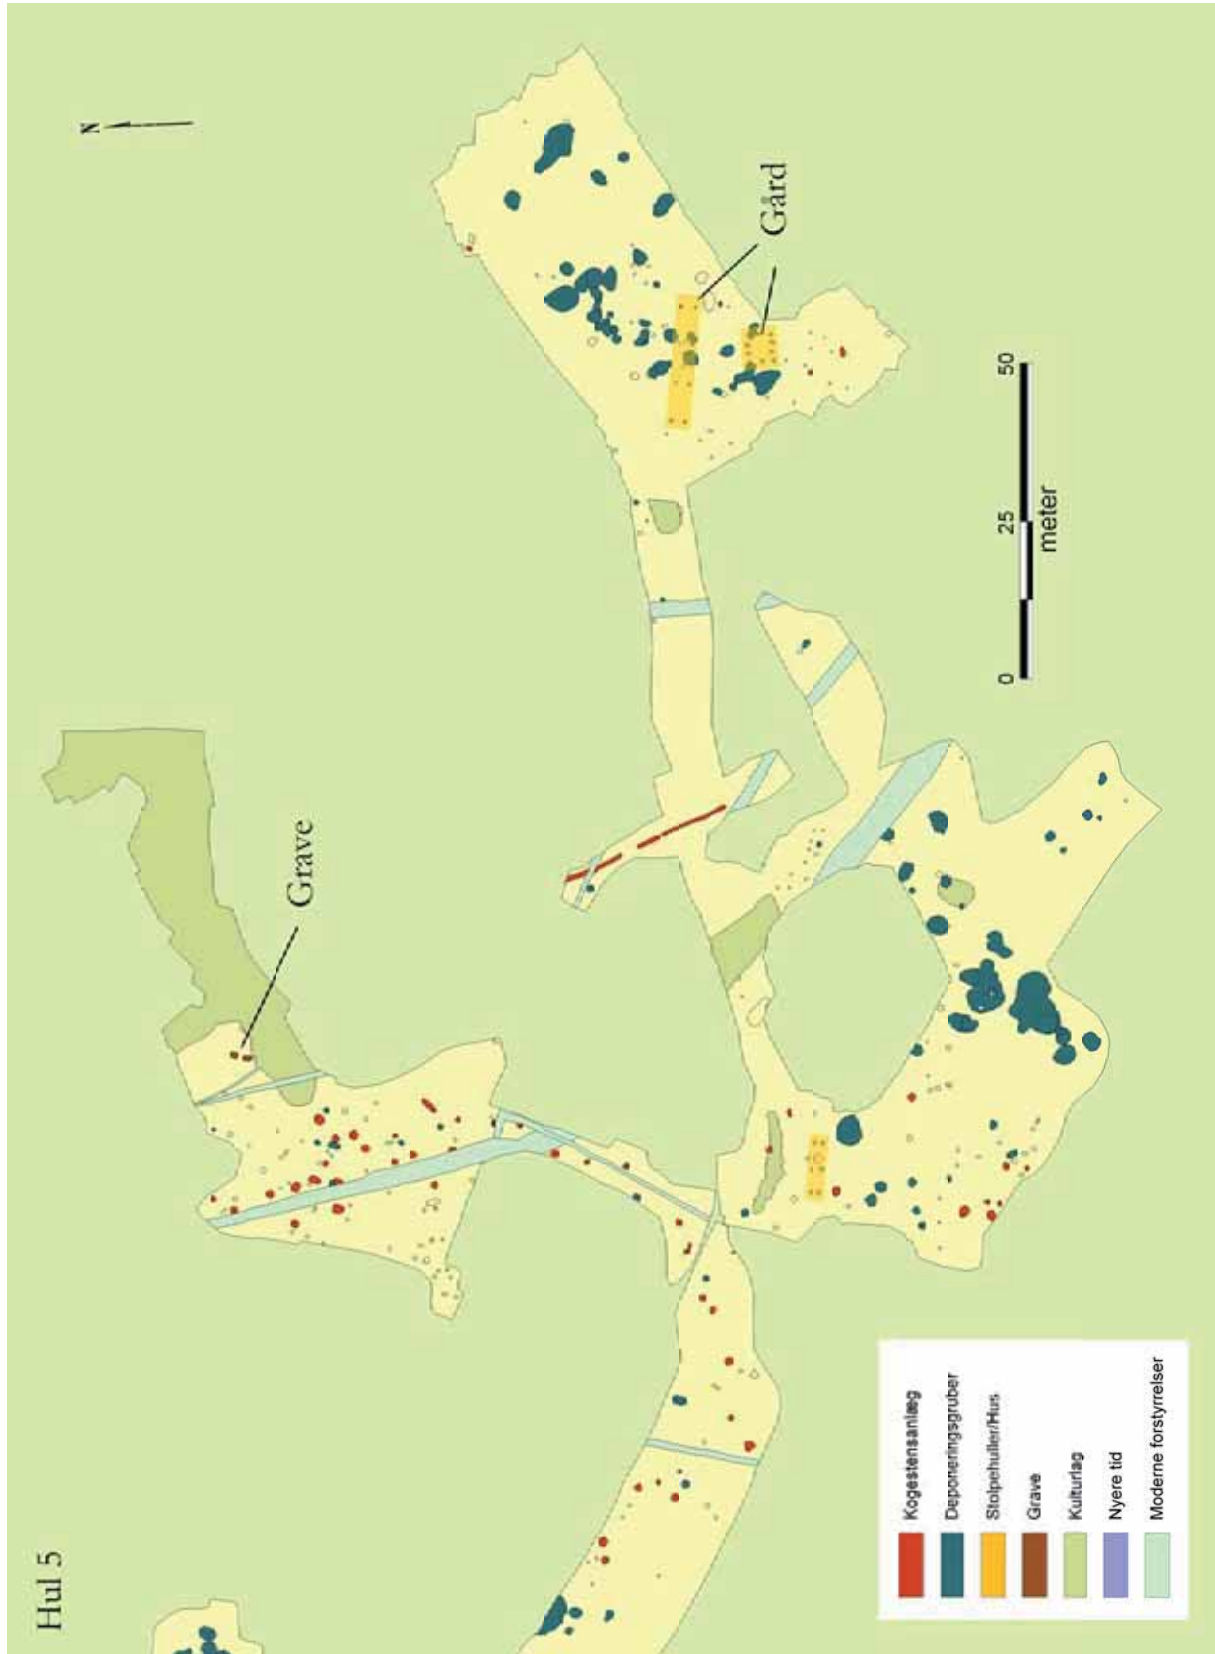 Hul 5
N
Grave
Gård
0
25
50
meter
Kogestensanlæg
Deponeringsgruber
Stolpehuller/Hus
Grave
Kulturlag
Nyere tid
Moderne forstyrrelser